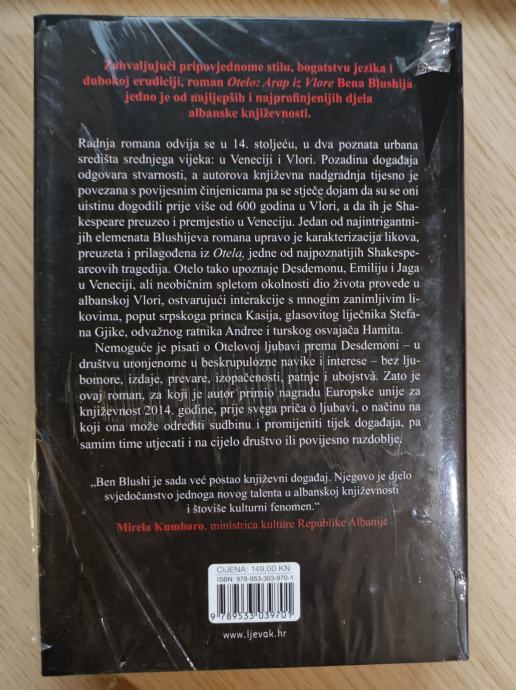 Zahvaljujući pripovjednome stilu, bogatstvu jezika i
dubokoj erudiciji, roman Otelo: Arap iz Vlore Bena Blushija
jedno je od najljepših i najprofinjenijih djela
albanske književnosti.
Radnja romana odvija se u 14. stoljeću, u dva poznata urbana
središta srednjega vijeka: u Veneciji i Vlori. Pozadina događaja
odgovara stvarnosti, a autorova književna nadgradnja tijesno je
povezana s povijesnim činjenicama pa se stječe dojam da su se oni
uistinu dogodili prije više od 600 godina u Vlori, a da ih je Sha-
kespeare preuzeo i premjestio u Veneciju. Jedan od najintrigantni-
jih elemenata Blushijeva romana upravo je karakterizacija likova,
preuzeta i prilagođena iz Otela, jedne od najpoznatijih Shakespe-
areovih tragedija. Otelo tako upoznaje Desdemonu, Emiliju i Jaga
u Veneciji, ali neobičnim spletom okolnosti dio života provede u
albanskoj Vlori, ostvarujući interakcije s mnogim zanimljivim li-
kovima, poput srpskoga princa Kasija, glasovitog liječnika Stefa-
na Gjike, odvažnog ratnika Andree i turskog osvajača Hamita.
Nemoguće je pisati o Otelovoj ljubavi prema Desdemoni – u
društvu uronjenome u beskrupulozne navike i interese – bez lju-
bomore, izdaje, prevare, izopačenosti, patnje i ubojstva. Zato je
ovaj roman, za koji je autor primio nagradu Europske unije za
književnost 2014. godine, prije svega priča o ljubavi, o načinu na
koji ona može odrediti sudbinu i promijeniti tijek događaja, pa
samim time utjecati i na cijelo društvo ili povijesno razdoblje.
„Ben Blushi je sada već postao književni događaj. Njegovo je djelo
svjedočanstvo jednoga novog talenta u albanskoj književnosti
i štoviše kulturni fenomen.“
Mirela Kumbaro, ministrica kulture Republike Albanije
CIJENA: 149,00 KN
ISBN: 978-953-303-970-1
9 789533 039701
www.ljevak.hr